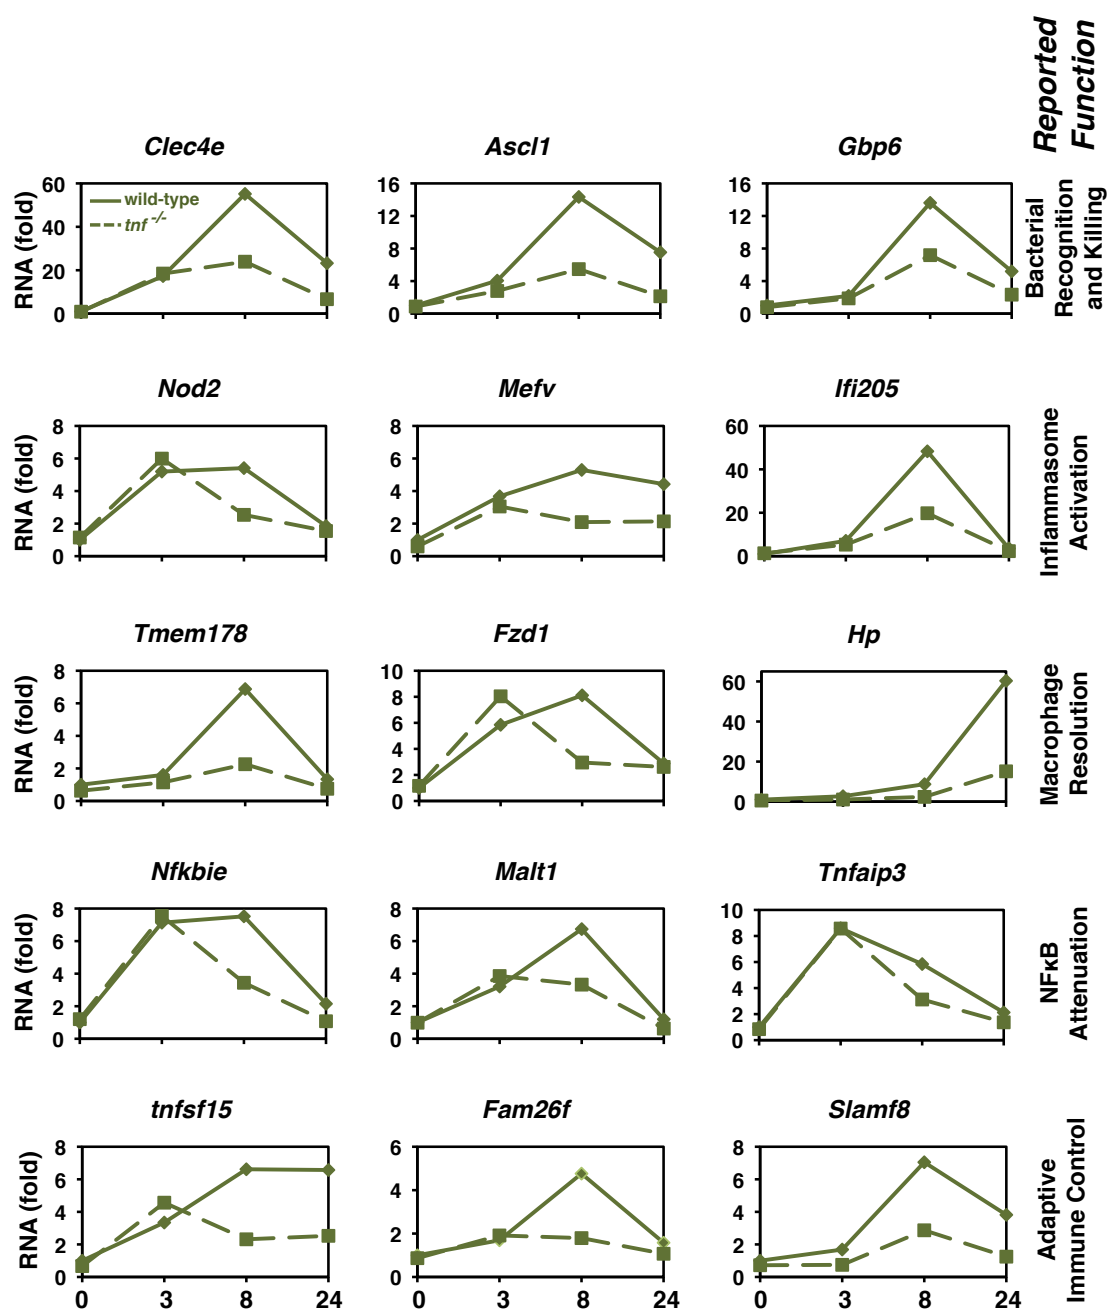 Reported
Function
Clec4e
Ascl1
Gbp6
RNA (fold)
60
40
20
0
wild-type
tnf -/-
16
12
8
4
0
16
12
8
4
0
Bacterial
Recognition
and Killing
Nod2
Mefv
Ifi205
RNA (fold)
8
6
4
2
0
8
6
4
2
0
60
40
20
0
Inflammasome
Activation
Tmem178
Fzd1
Hp
RNA (fold)
8
6
4
2
0
10
8
6
4
2
0
60
40
20
0
Macrophage
Resolution
Nfkbie
Malt1
Tnfaip3
RNA (fold)
8
6
4
2
0
8
6
4
2
0
10
8
6
4
2
0
NFκB
Attenuation
tnfsf15
Fam26f
Slamf8
RNA (fold)
8
6
4
2
0
6
4
2
0
8
6
4
2
0
Adaptive
Immune Control
0 3 8 24
0 3 8 24
0 3 8 24